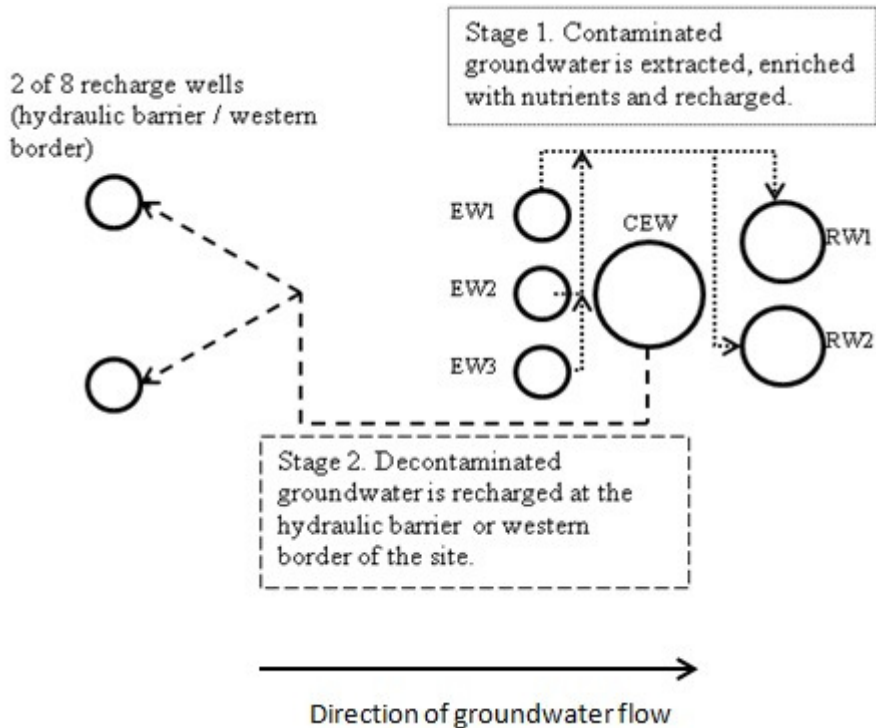 Stage 1. Contaminated
groundwater is extracted, enriched
with nutrients and recharged.
2 of 8 recharge wells
(hydraulic barrier / western
border)
EW1
CEW
RW1
EW2
RW2
EW3
Stage 2. Decontaminated
groundwater is recharged at the
hydraulic barrier or western
border of the site.
Direction of groundwater flow